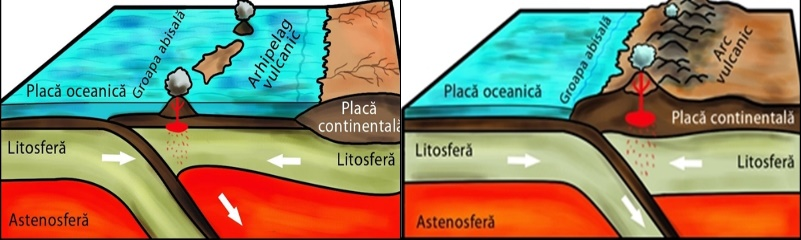 Groapa abisală
Arhipelag
vulcanic
Placă oceanică
Placă
continentală
Litosferă
Litosferă
Astenosferă
Groapa abisală
Arc
vulcanic
Placă oceanică
Placă continentală
Litosferă
Litosferă
Astenosferă